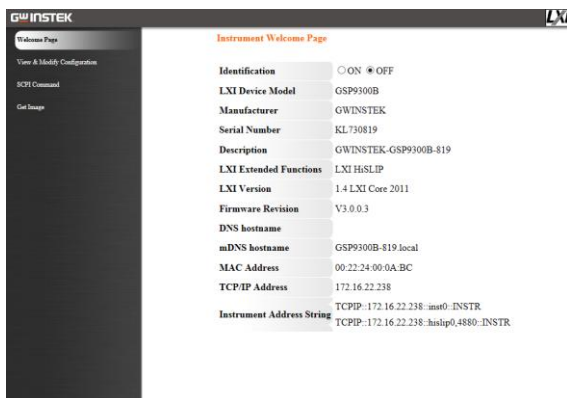 GWINSTEK
LXI
Welcome Page
View & Modify Configuration
SCPI Command
Get Image
Instrument Welcome Page
Identification ON OFF
LXI Device Model GSP9300B
Manufacturer GWINSTEK
Serial Number KL730819
Description GWINSTEK-GSP9300B-819
LXI Extended Functions LXI HiSLIP
LXI Version 1.4 LXI Core 2011
Firmware Revision V3.0.0.3
DNS hostname
mDNS hostname GSP9300B-819.local
MAC Address 00:22:24:00:0A:BC
TCP/IP Address 172.16.22.238
Instrument Address String TCPIP::172.16.22.238::inst0::INSTR
TCPIP::172.16.22.238::hislip0,4880::INSTR